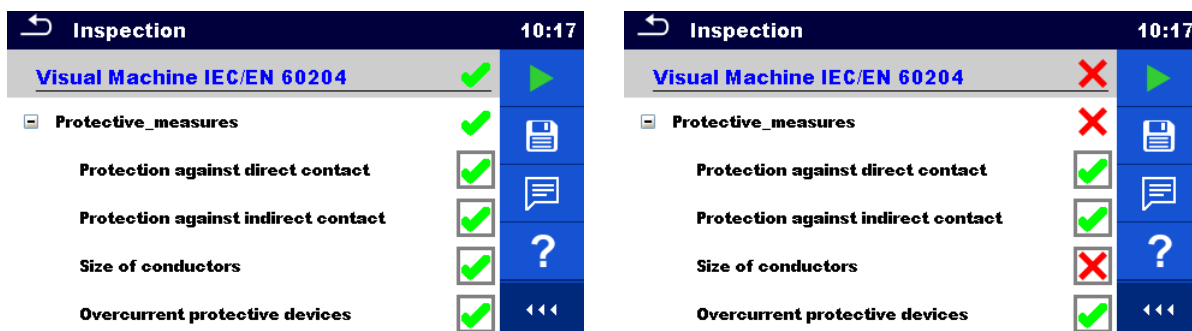 Inspection 10:17
Visual Machine IEC/EN 60204
Protective_measures
Protection against direct contact
Protection against indirect contact
Size of conductors
Overcurrent protective devices
?
Inspection 10:17
Visual Machine IEC/EN 60204
Protective_measures
Protection against direct contact
Protection against indirect contact
Size of conductors
Overcurrent protective devices
?